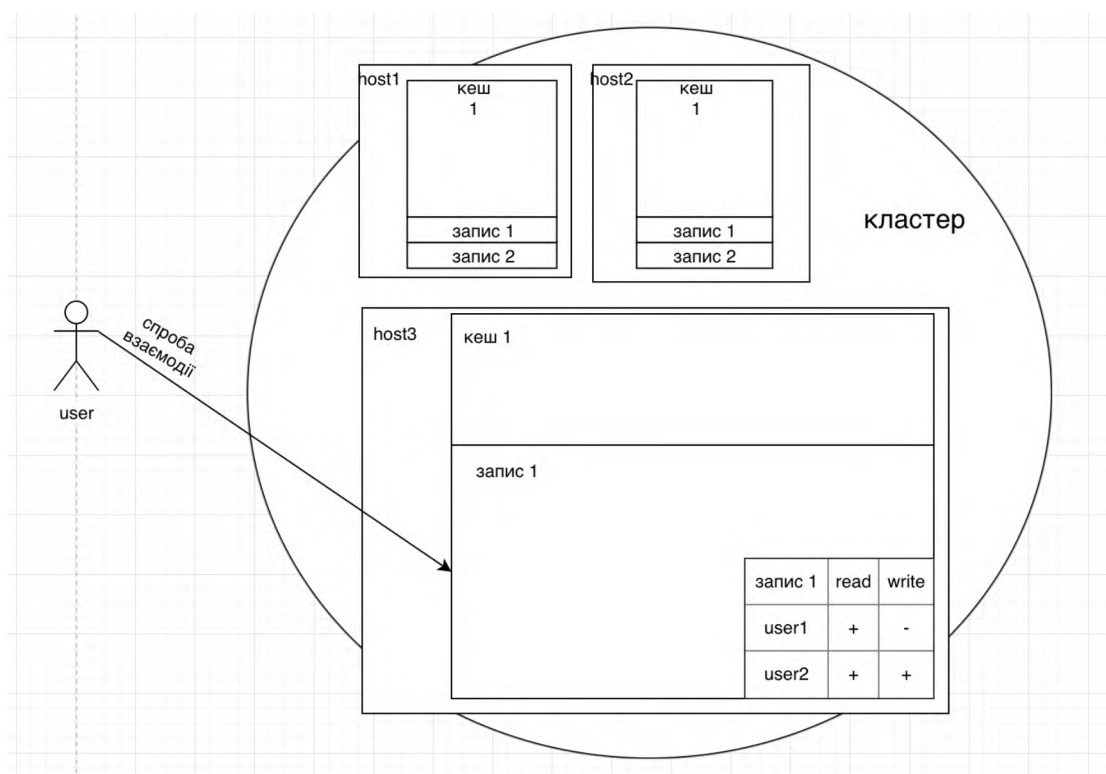 host1
кеш
1
запис 1
запис 2
host2
кеш
1
запис 1
запис 2
кластер
спроба
взаємодії
user
host3
кеш 1
запис 1
запис 1 read write
user1 + -
user2 + +